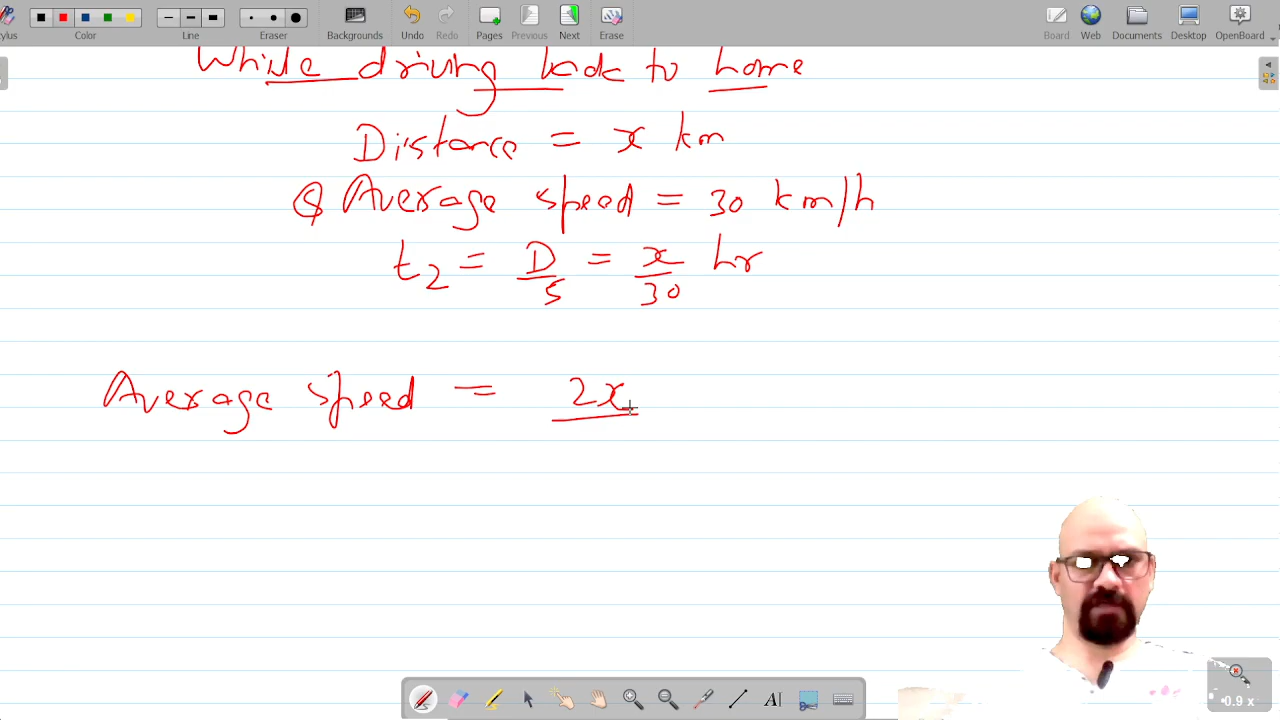 Stylus Color Line Eraser Backgrounds Undo Redo Pages Previous Next Erase Board Web Documents Desktop OpenBoard
While driving back to home
Distance = x km
Average speed = 30 km/h
t2 = D/S = x/30 hr
Average speed = 2x
0.9 x